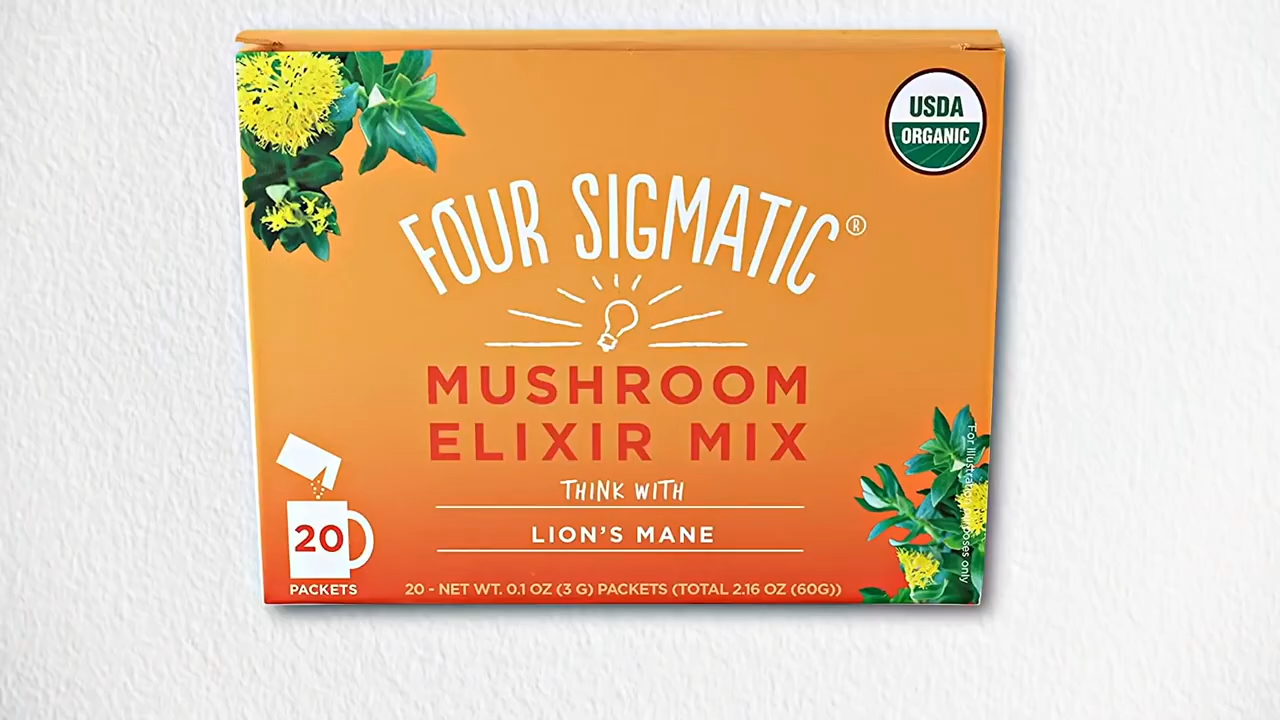 USDA
ORGANIC
FOUR SIGMATIC®
MUSHROOM
ELIXIR MIX
THINK WITH
LION'S MANE
20
PACKETS
20 - NET WT. 0.1 OZ (3 G) PACKETS (TOTAL 2.16 OZ (60G))
For Illustration purposes only